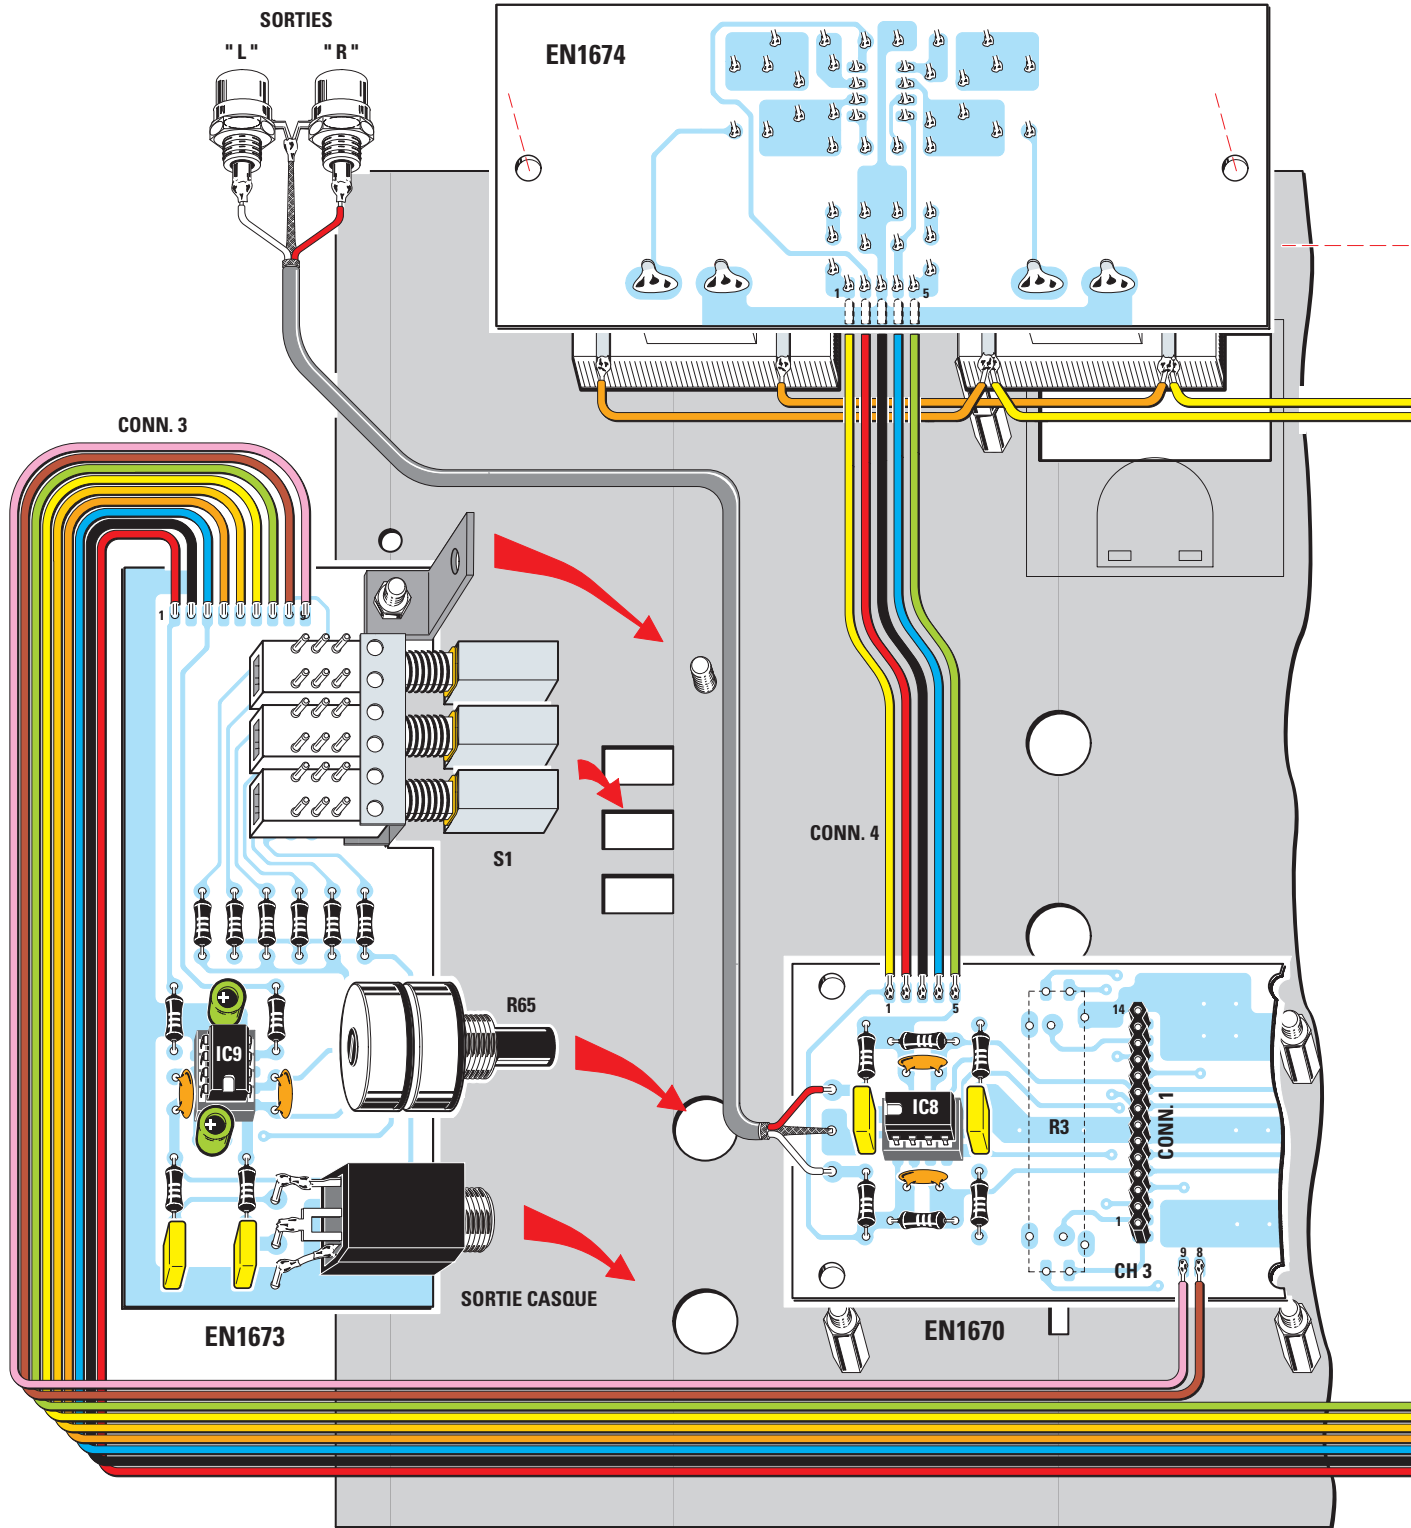 SORTIES
"L" "R"
EN1674
1 5
CONN. 3
1 9
S1
CONN. 4
R65
IC9
1 5
14
IC8
R3
CONN. 1
1
9 8
CH 3
SORTIE CASQUE
EN1673
EN1670